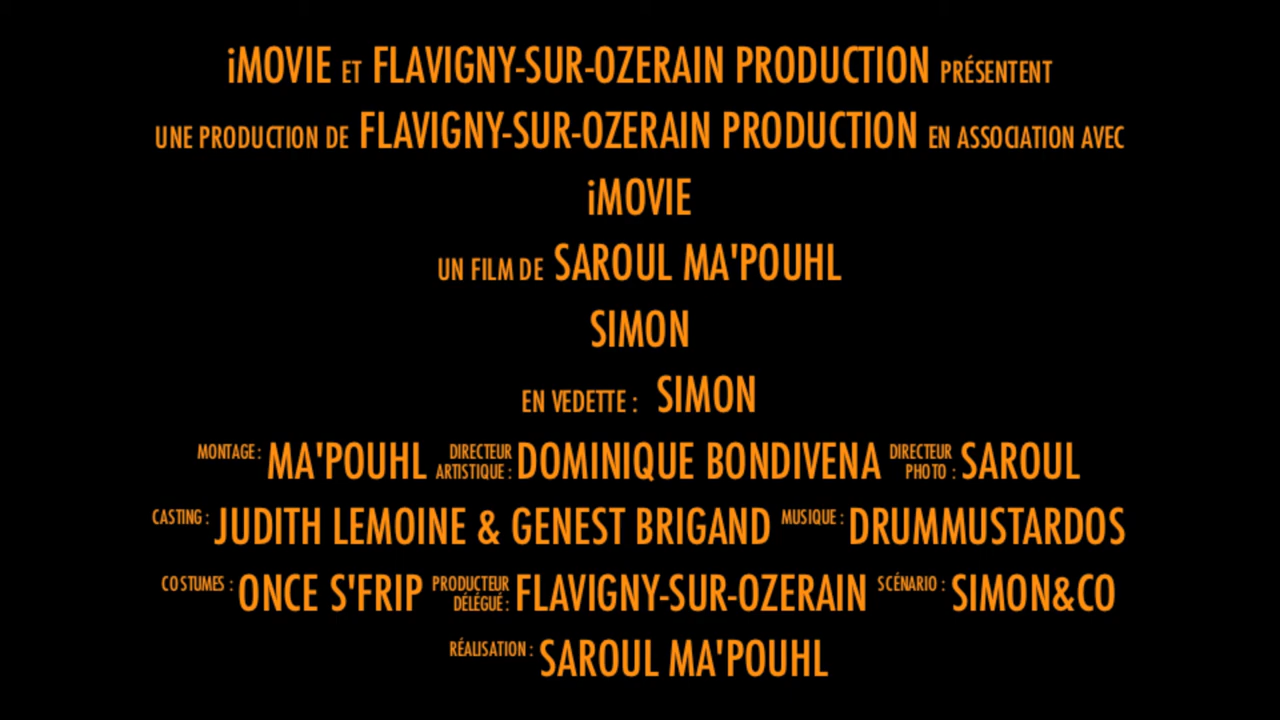 iMOVIE ET FLAVIGNY-SUR-OZERAIN PRODUCTION PRÉSENTENT
UNE PRODUCTION DE FLAVIGNY-SUR-OZERAIN PRODUCTION EN ASSOCIATION AVEC
iMOVIE
UN FILM DE SAROUL MA'POUHL
SIMON
EN VEDETTE : SIMON
MONTAGE : MA'POUHL DIRECTEUR ARTISTIQUE : DOMINIQUE BONDIVENA DIRECTEUR PHOTO : SAROUL
CASTING : JUDITH LEMOINE & GENEST BRIGAND MUSIQUE : DRUMMUSTARDOS
COSTUMES : ONCE S'FRIP PRODUCTEUR DÉLÉGUÉ : FLAVIGNY-SUR-OZERAIN SCÉNARIO : SIMON&CO
RÉALISATION : SAROUL MA'POUHL